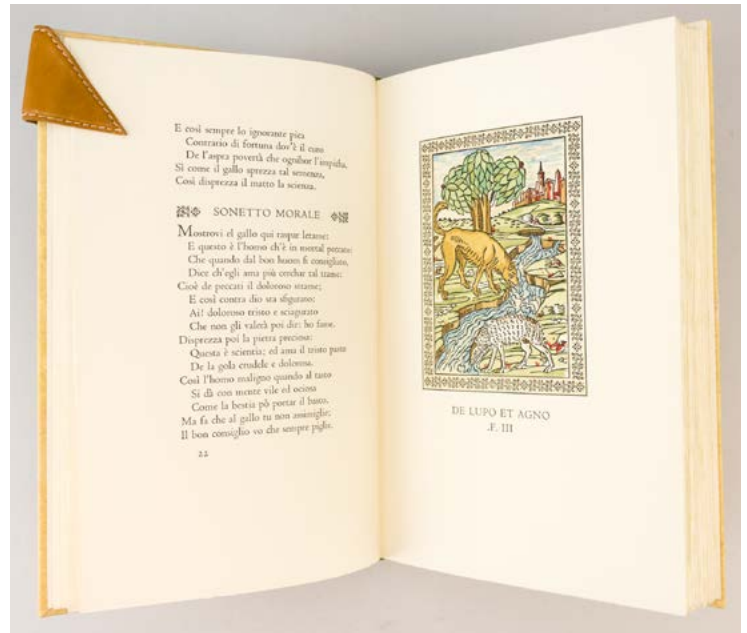 E così sempre lo ignorante pica
Contrario di fortuna dov'è il cuto
De l'aspra povertà che ognihor l'impicha.
Sì come il gallo sprezza tal semenza,
Così disprezza il matto la scienza.
SONETTO MORALE
Mostrovi el gallo qui raspar letame:
E questo è l'homo ch'è in mortal peccato:
Che quando dal bon homo fi consigliato,
Dice ch'egli ama più cerchar tal trame:
Cioè de peccati il doloroso strame;
E così contra dio sta sfigurato:
Ai! doloroso tristo e sciagurato
Che non gli valerà poi dir: ho fame.
Disprezza poi la pietra preciosa:
Questa è scientia; ed ama il tristo pasto
De la gola crudele e dolorosa.
Così l'homo maligno quando al tasto
Si dà con mente vile ed ociosa
Come la bestia pò portar il basto.
Ma fa che al gallo tu non assimiglie;
Il bon consiglio vo che sempre piglie.
22
DE LUPO ET AGNO
.F. III